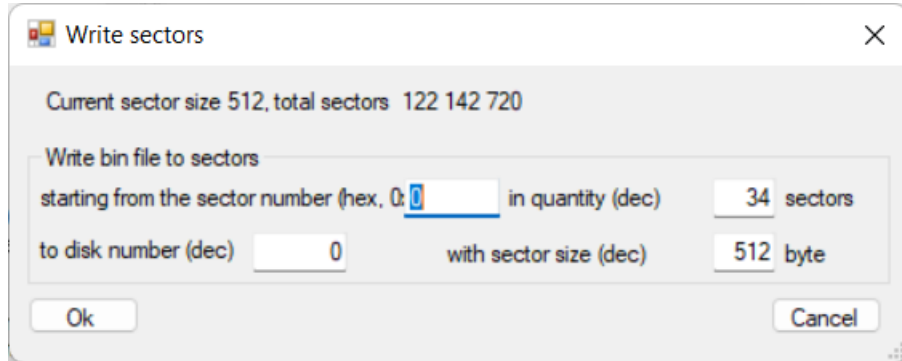 Write sectors
Current sector size 512, total sectors 122 142 720
Write bin file to sectors
starting from the sector number (hex, 0: 0 in quantity (dec) 34 sectors
to disk number (dec) 0 with sector size (dec) 512 byte
Ok Cancel